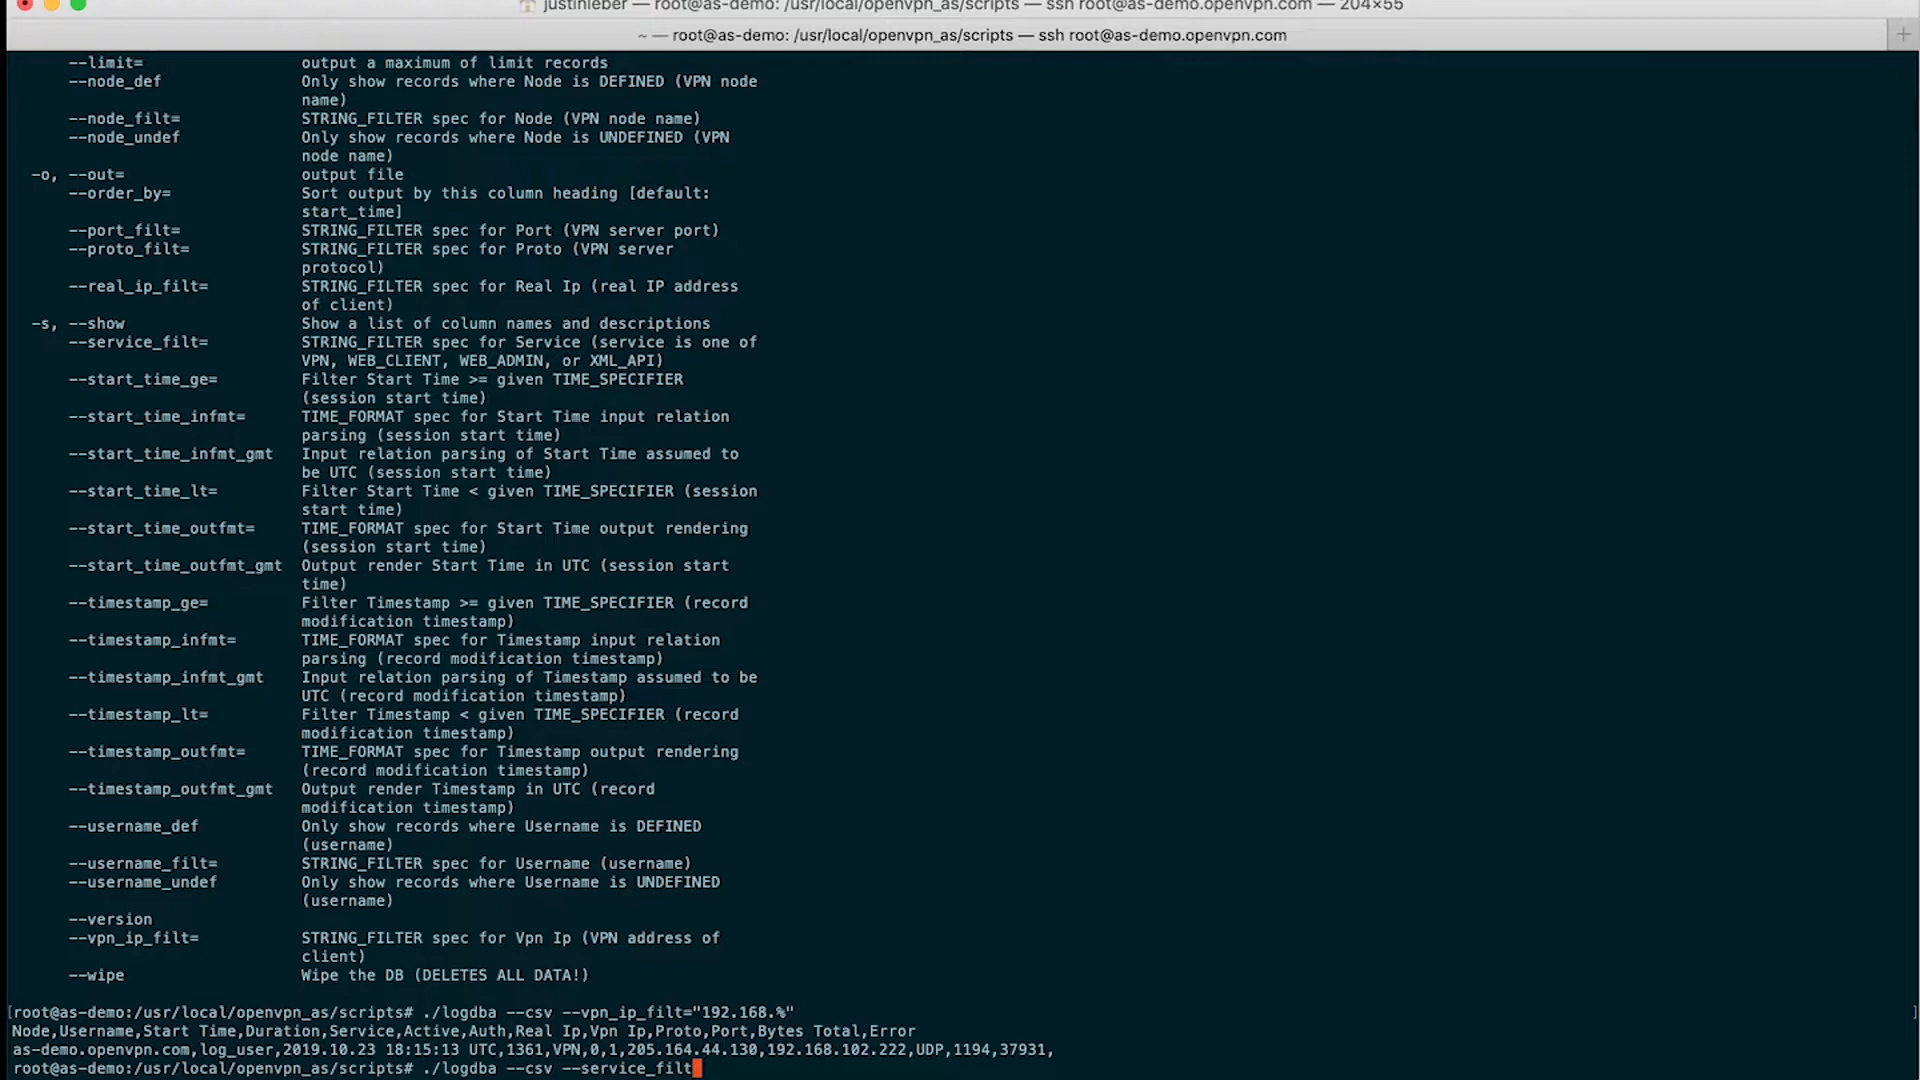 justinleber — root@as-demo: /usr/local/openvpn_as/scripts — ssh root@as-demo.openvpn.com — 204×55
~ — root@as-demo: /usr/local/openvpn_as/scripts — ssh root@as-demo.openvpn.com
--limit= output a maximum of limit records
--node_def Only show records where Node is DEFINED (VPN node
name)
--node_filt= STRING_FILTER spec for Node (VPN node name)
--node_undef Only show records where Node is UNDEFINED (VPN
node name)
-o, --out= output file
--order_by= Sort output by this column heading [default:
start_time]
--port_filt= STRING_FILTER spec for Port (VPN server port)
--proto_filt= STRING_FILTER spec for Proto (VPN server
protocol)
--real_ip_filt= STRING_FILTER spec for Real Ip (real IP address
of client)
-s, --show Show a list of column names and descriptions
--service_filt= STRING_FILTER spec for Service (service is one of
VPN, WEB_CLIENT, WEB_ADMIN, or XML_API)
--start_time_ge= Filter Start Time >= given TIME_SPECIFIER
(session start time)
--start_time_infmt= TIME_FORMAT spec for Start Time input relation
parsing (session start time)
--start_time_infmt_gmt Input relation parsing of Start Time assumed to
be UTC (session start time)
--start_time_lt= Filter Start Time < given TIME_SPECIFIER (session
start time)
--start_time_outfmt= TIME_FORMAT spec for Start Time output rendering
(session start time)
--start_time_outfmt_gmt Output render Start Time in UTC (session start
time)
--timestamp_ge= Filter Timestamp >= given TIME_SPECIFIER (record
modification timestamp)
--timestamp_infmt= TIME_FORMAT spec for Timestamp input relation
parsing (record modification timestamp)
--timestamp_infmt_gmt Input relation parsing of Timestamp assumed to be
UTC (record modification timestamp)
--timestamp_lt= Filter Timestamp < given TIME_SPECIFIER (record
modification timestamp)
--timestamp_outfmt= TIME_FORMAT spec for Timestamp output rendering
(record modification timestamp)
--timestamp_outfmt_gmt Output render Timestamp in UTC (record
modification timestamp)
--username_def Only show records where Username is DEFINED
(username)
--username_filt= STRING_FILTER spec for Username (username)
--username_undef Only show records where Username is UNDEFINED
(username)
--version
--vpn_ip_filt= STRING_FILTER spec for Vpn Ip (VPN address of
client)
--wipe Wipe the DB (DELETES ALL DATA!)
[root@as-demo:/usr/local/openvpn_as/scripts# ./logdba --csv --vpn_ip_filt="192.168.%" ]
Node,Username,Start Time,Duration,Service,Active,Auth,Real Ip,Vpn Ip,Proto,Port,Bytes Total,Error
as-demo.openvpn.com,log_user,2019.10.23 18:15:13 UTC,1361,VPN,0,1,205.164.44.130,192.168.102.222,UDP,1194,37931,
root@as-demo:/usr/local/openvpn_as/scripts# ./logdba --csv --service_filt